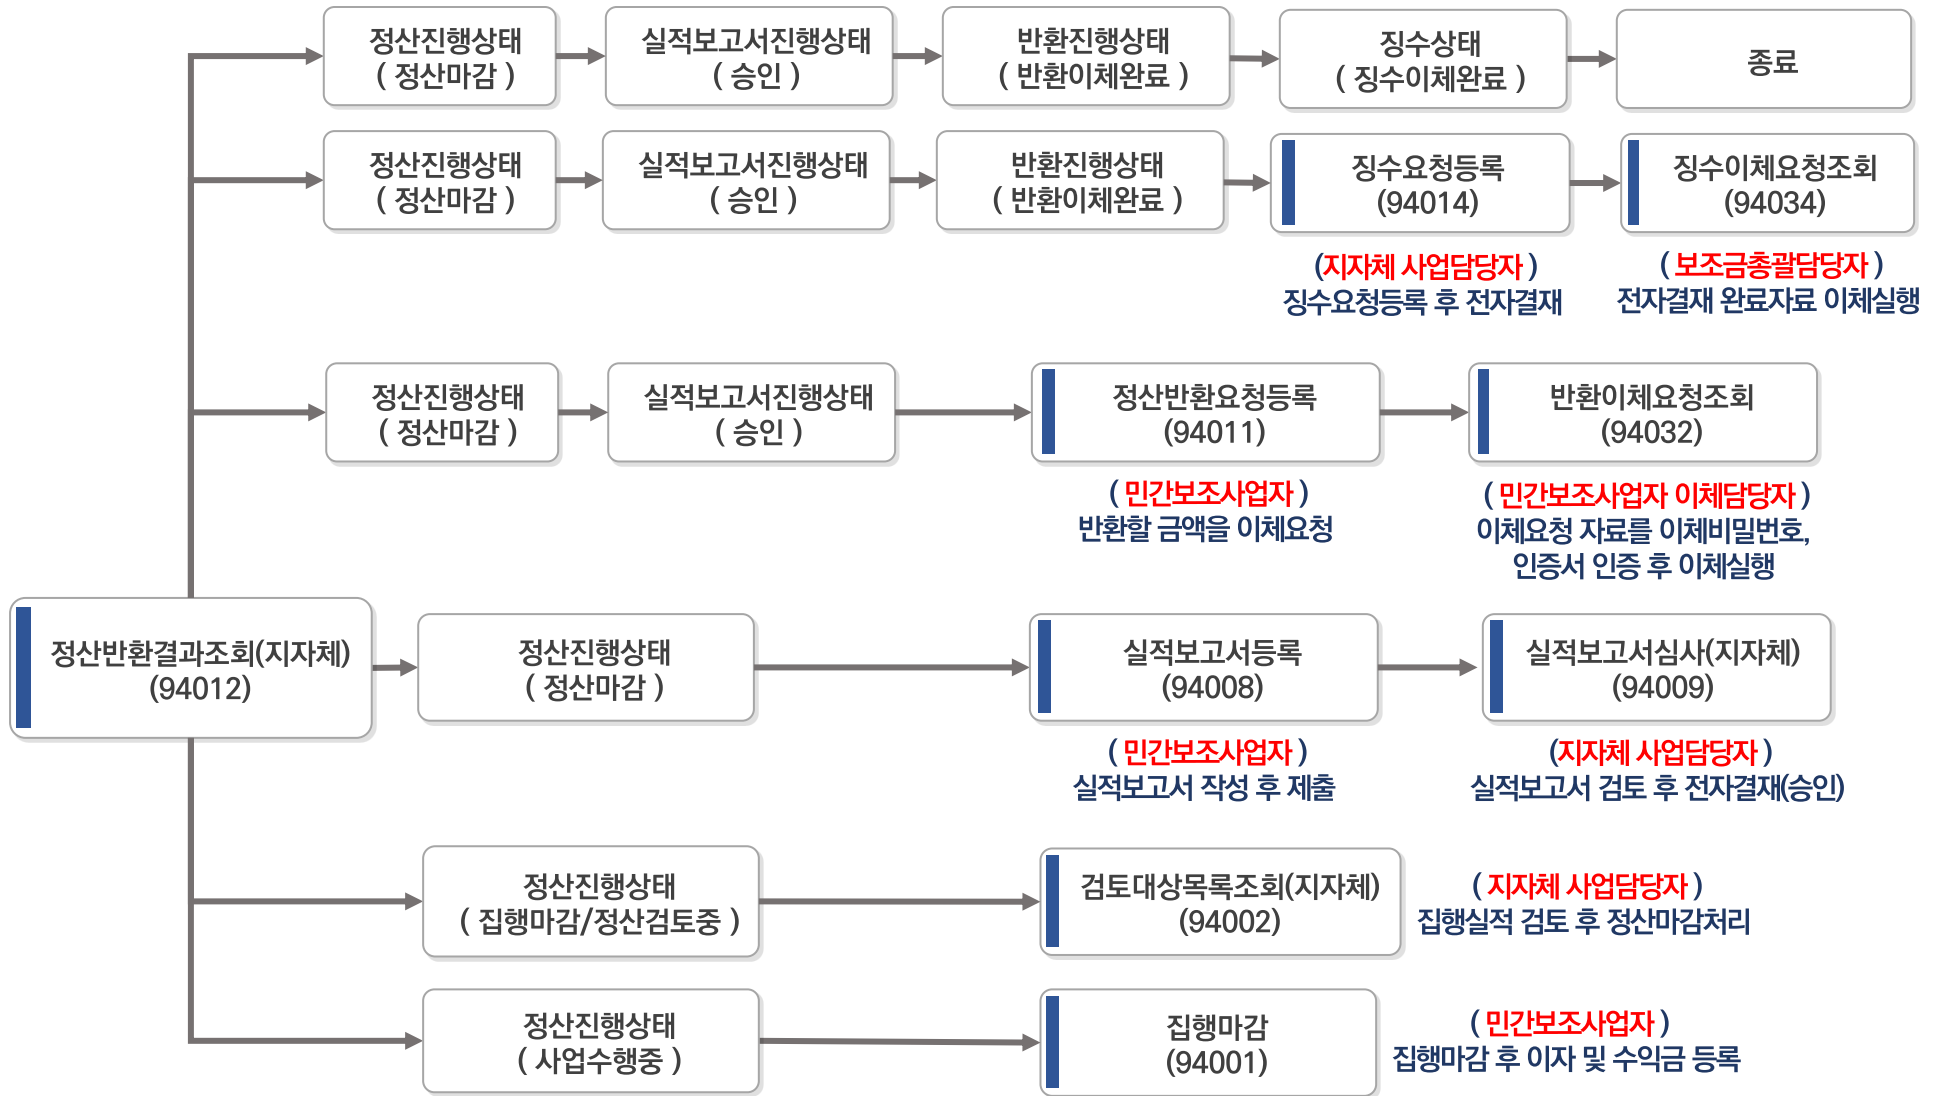 정산진행상태
( 정산마감 )
실적보고서진행상태
( 승인 )
반환진행상태
( 반환이체완료 )
징수상태
( 징수이체완료 )
종료
정산진행상태
( 정산마감 )
실적보고서진행상태
( 승인 )
반환진행상태
( 반환이체완료 )
징수요청등록
(94014)
징수이체요청조회
(94034)
(지자체 사업담당자 )
징수요청등록 후 전자결재
( 보조금총괄담당자 )
전자결재 완료자료 이체실행
정산진행상태
( 정산마감 )
실적보고서진행상태
( 승인 )
정산반환요청등록
(94011)
반환이체요청조회
(94032)
( 민간보조사업자 )
반환할 금액을 이체요청
( 민간보조사업자 이체담당자 )
이체요청 자료를 이체비밀번호,
인증서 인증 후 이체실행
정산반환결과조회(지자체)
(94012)
정산진행상태
( 정산마감 )
실적보고서등록
(94008)
실적보고서심사(지자체)
(94009)
( 민간보조사업자 )
실적보고서 작성 후 제출
(지자체 사업담당자 )
실적보고서 검토 후 전자결재(승인)
정산진행상태
( 집행마감/정산검토중 )
검토대상목록조회(지자체)
(94002)
( 지자체 사업담당자 )
집행실적 검토 후 정산마감처리
정산진행상태
( 사업수행중 )
집행마감
(94001)
( 민간보조사업자 )
집행마감 후 이자 및 수익금 등록